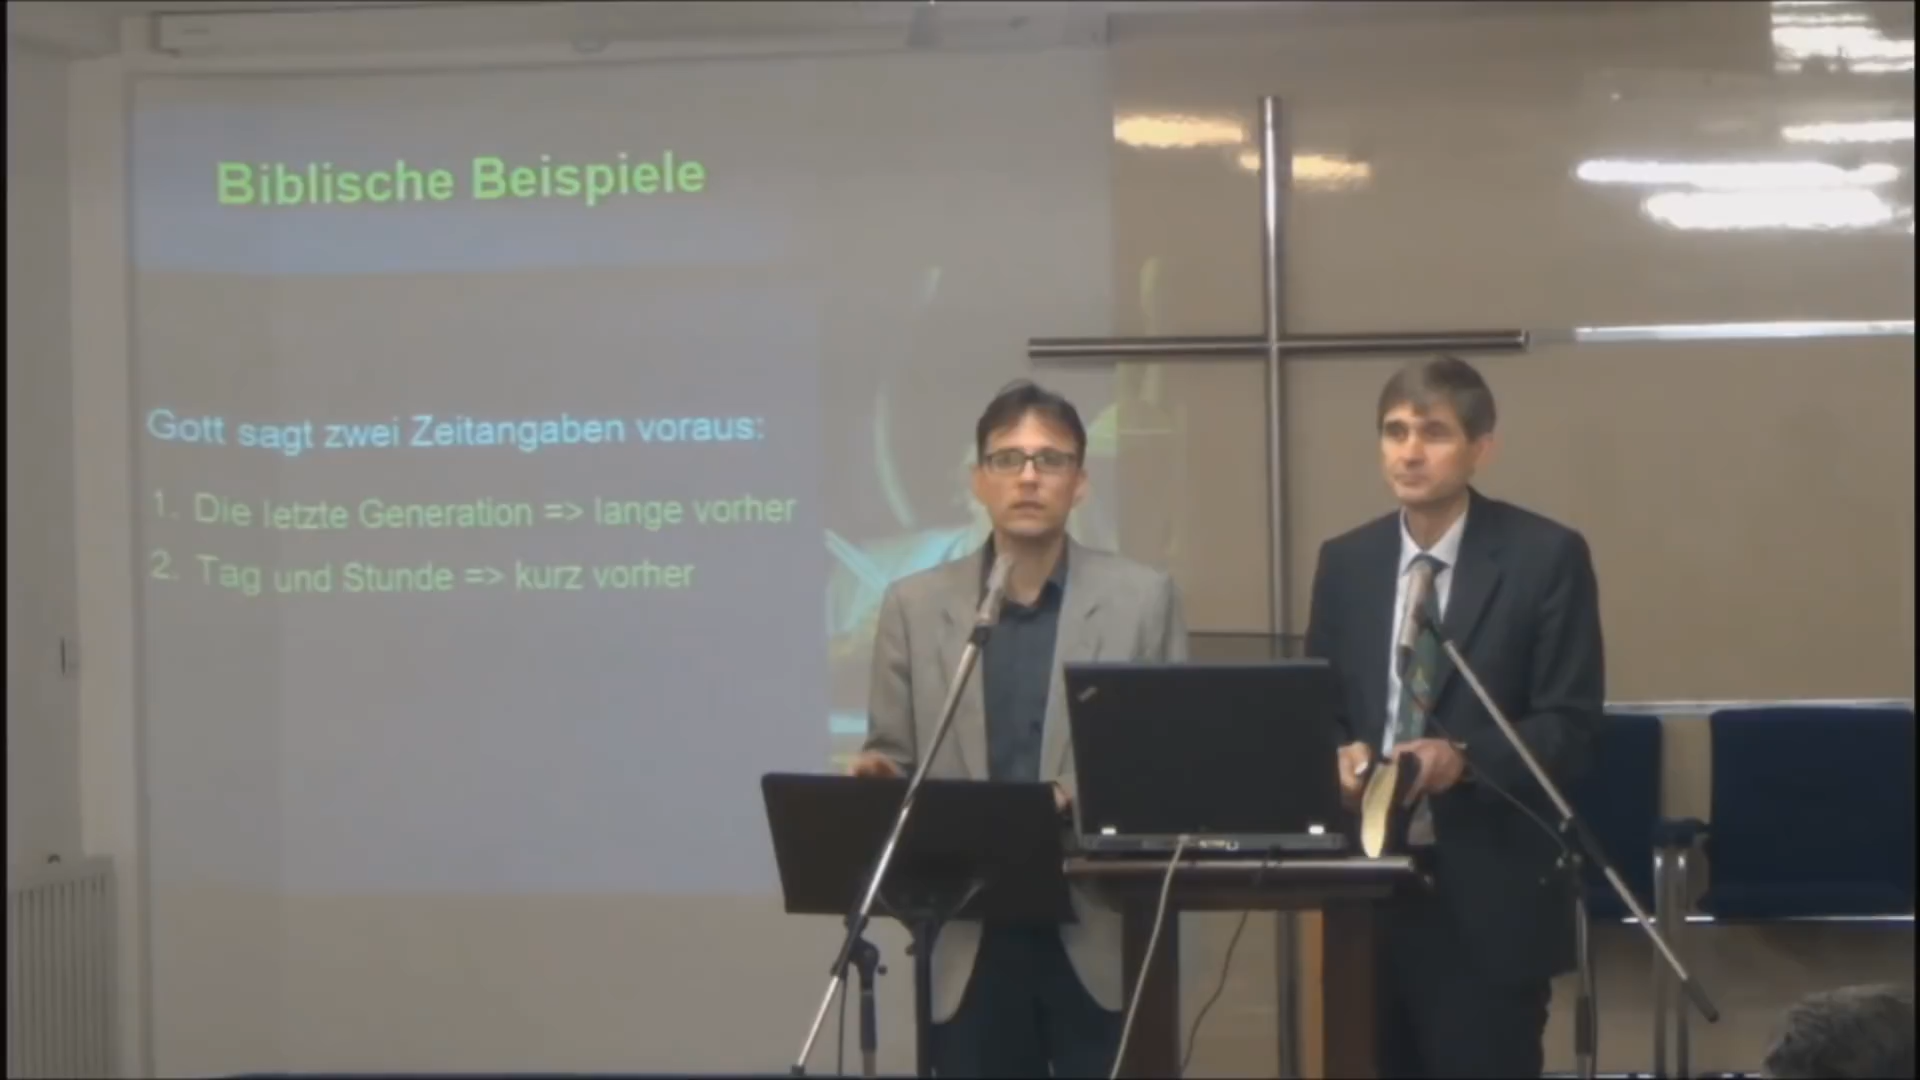 Biblische Beispiele
Gott sagt zwei Zeitangaben voraus:
1. Die letzte Generation => lange vorher
2. Tag und Stunde => kurz vorher